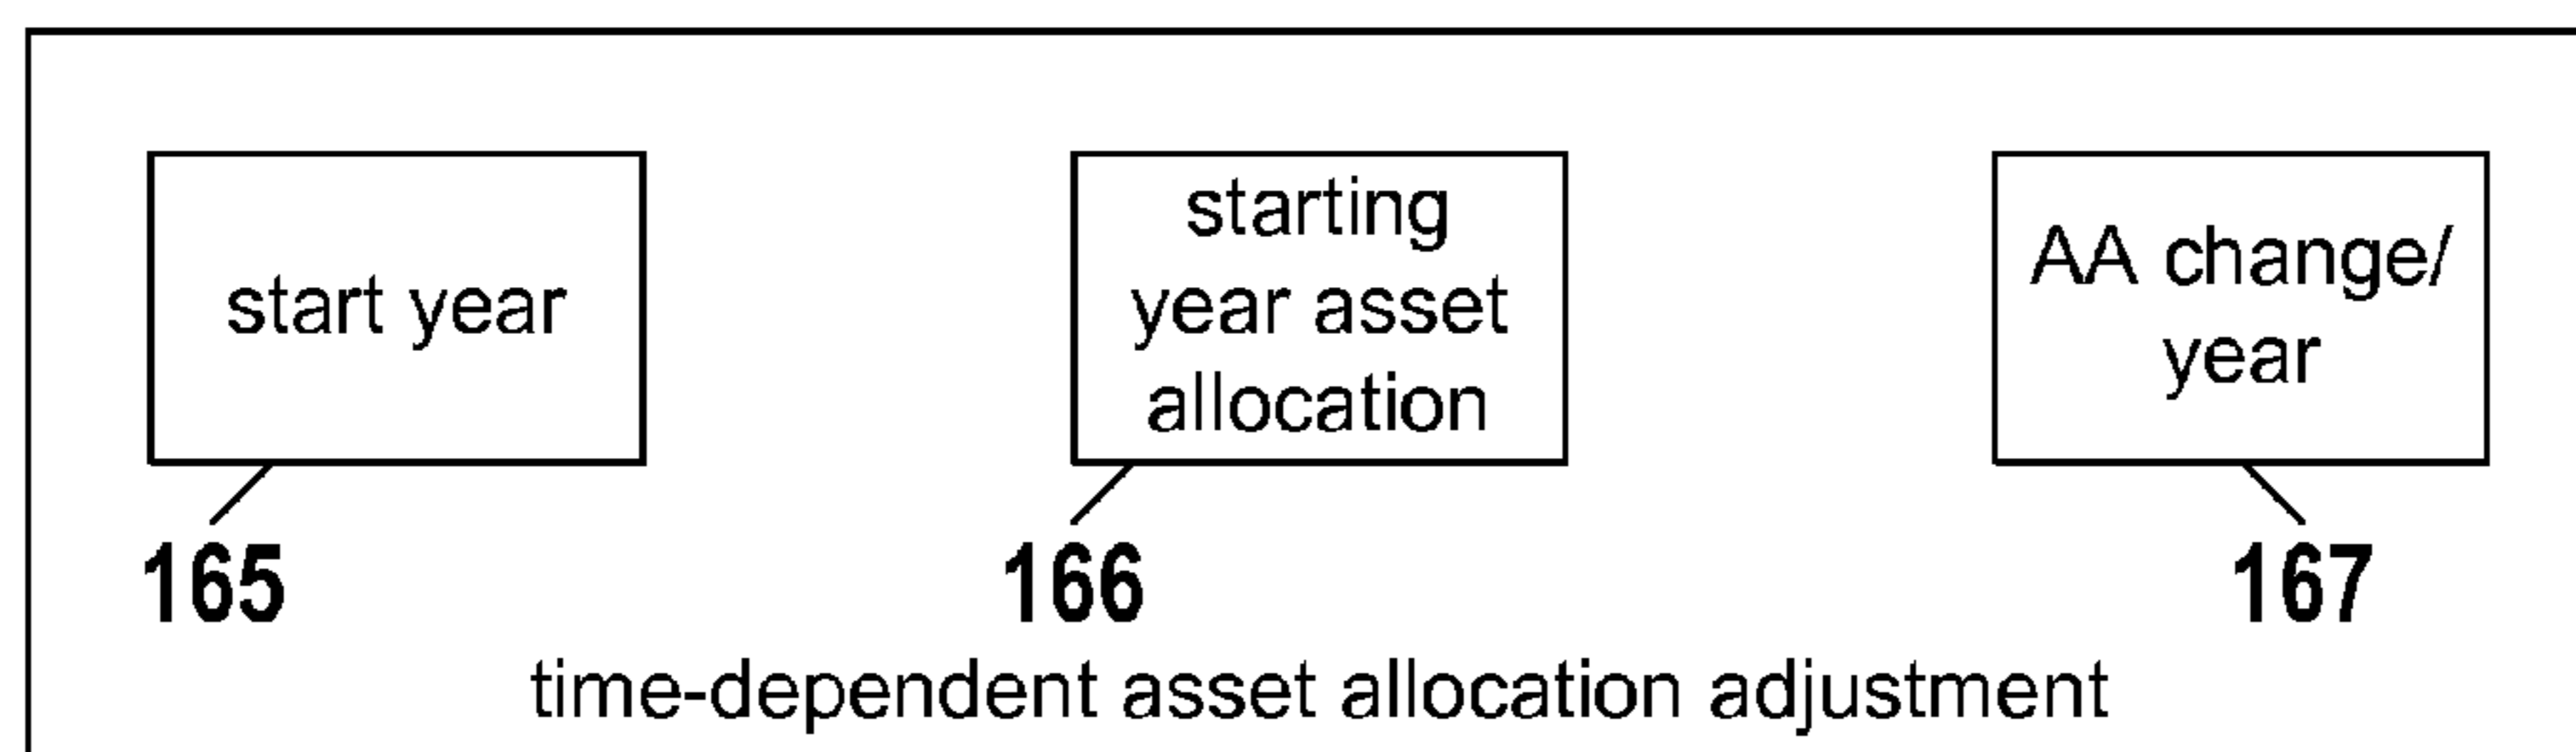 start year
starting
year asset
allocation
AA change/
year
165
166
167
time-dependent asset allocation adjustment